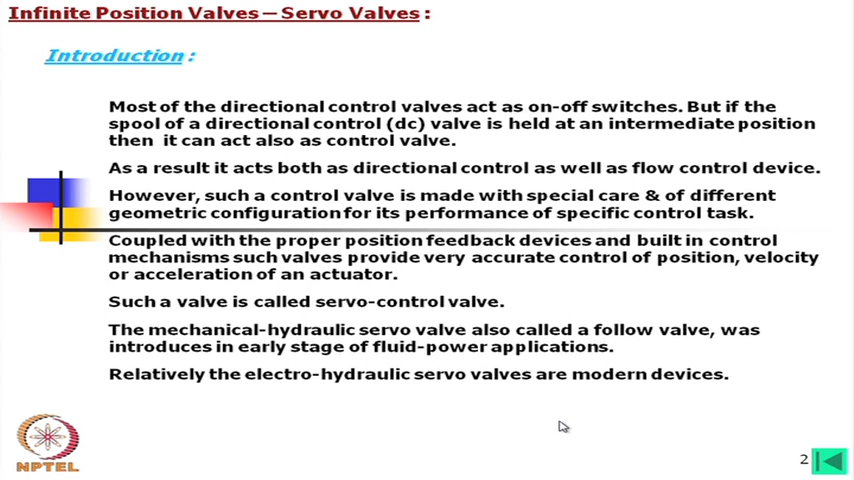 Infinite Position Valves – Servo Valves :
Introduction :
Most of the directional control valves act as on-off switches. But if the
spool of a directional control (dc) valve is held at an intermediate position
then it can act also as control valve.
As a result it acts both as directional control as well as flow control device.
However, such a control valve is made with special care & of different
geometric configuration for its performance of specific control task.
Coupled with the proper position feedback devices and built in control
mechanisms such valves provide very accurate control of position, velocity
or acceleration of an actuator.
Such a valve is called servo-control valve.
The mechanical-hydraulic servo valve also called a follow valve, was
introduces in early stage of fluid-power applications.
Relatively the electro-hydraulic servo valves are modern devices.
NPTEL
2